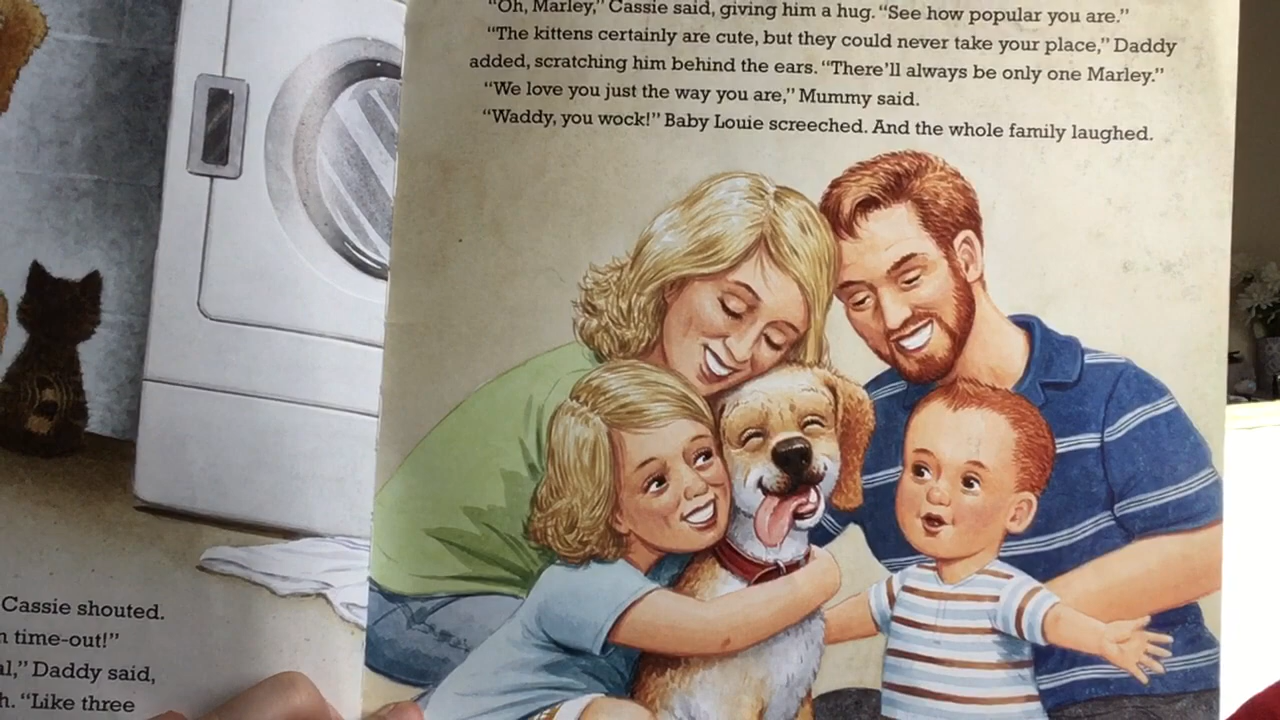 Cassie shouted.
time-out!”
Daddy said,
“Like three
“Oh, Marley,” Cassie said, giving him a hug. “See how popular you are.”
“The kittens certainly are cute, but they could never take your place,” Daddy
added, scratching him behind the ears. “There’ll always be only one Marley.”
“We love you just the way you are,” Mummy said.
“Waddy, you wock!” Baby Louie screeched. And the whole family laughed.